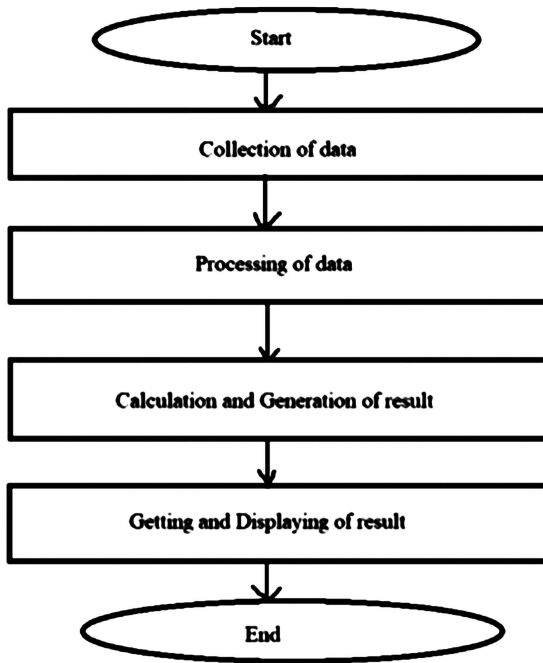 Start
Collection of data
Processing of data
Calculation and Generation of result
Getting and Displaying of result
End